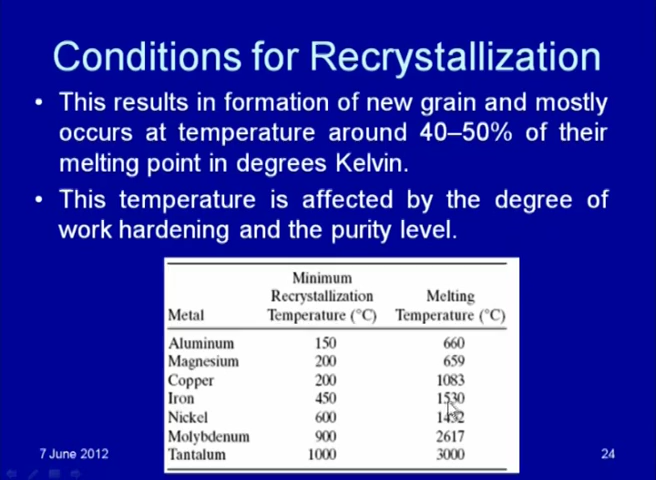 Conditions for Recrystallization
• This results in formation of new grain and mostly
occurs at temperature around 40–50% of their
melting point in degrees Kelvin.
• This temperature is affected by the degree of
work hardening and the purity level.
Minimum
Recrystallization Melting
Metal Temperature (°C) Temperature (°C)
Aluminum 150 660
Magnesium 200 659
Copper 200 1083
Iron 450 1530
Nickel 600 1452
Molybdenum 900 2617
Tantalum 1000 3000
7 June 2012 24